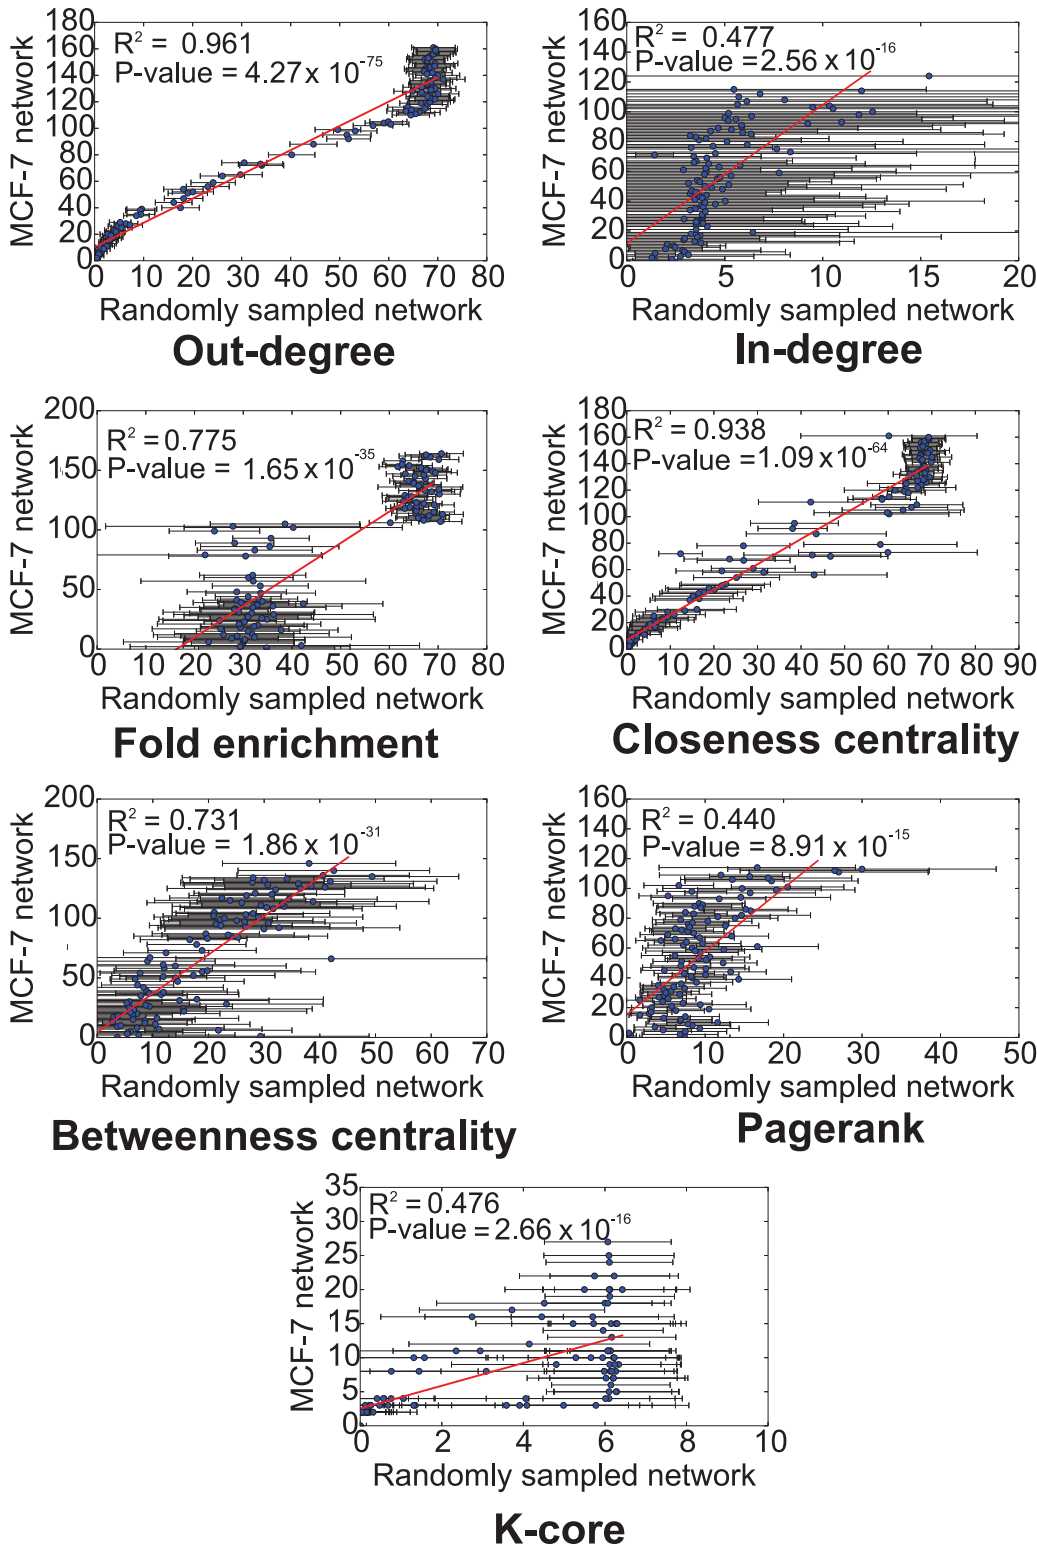 R² = 0.961
P-value = 4.27 x 10⁻⁷⁵
MCF-7 network
180
160
140
120
100
80
60
40
20
0
0 10 20 30 40 50 60 70 80
Randomly sampled network
Out-degree
R² = 0.477
P-value = 2.56 x 10⁻¹⁶
MCF-7 network
160
140
120
100
80
60
40
20
0
0 5 10 15 20
Randomly sampled network
In-degree
R² = 0.775
P-value = 1.65 x 10⁻³⁵
MCF-7 network
200
150
100
50
0
0 10 20 30 40 50 60 70 80
Randomly sampled network
Fold enrichment
R² = 0.938
P-value = 1.09 x 10⁻⁶⁴
MCF-7 network
180
160
140
120
100
80
60
40
20
0
0 10 20 30 40 50 60 70 80 90
Randomly sampled network
Closeness centrality
R² = 0.731
P-value = 1.86 x 10⁻³¹
MCF-7 network
200
150
100
50
0
0 10 20 30 40 50 60 70
Randomly sampled network
Betweenness centrality
R² = 0.440
P-value = 8.91 x 10⁻¹⁵
MCF-7 network
160
140
120
100
80
60
40
20
0
0 10 20 30 40 50
Randomly sampled network
Pagerank
R² = 0.476
P-value = 2.66 x 10⁻¹⁶
MCF-7 network
35
30
25
20
15
10
5
0
0 2 4 6 8 10
Randomly sampled network
K-core